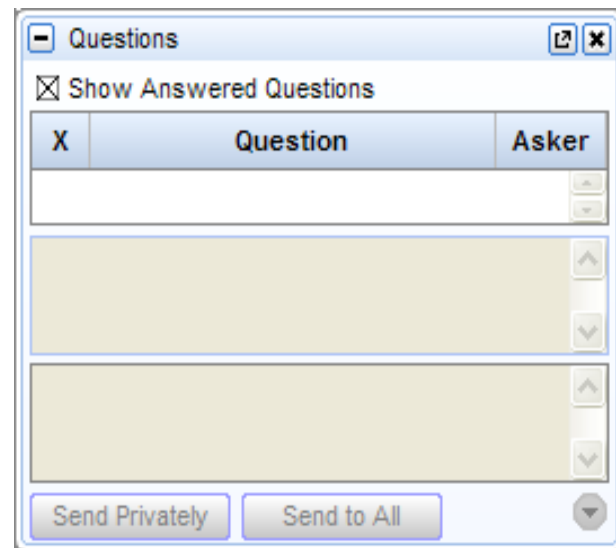 Questions
Show Answered Questions
X Question Asker
Send Privately Send to All